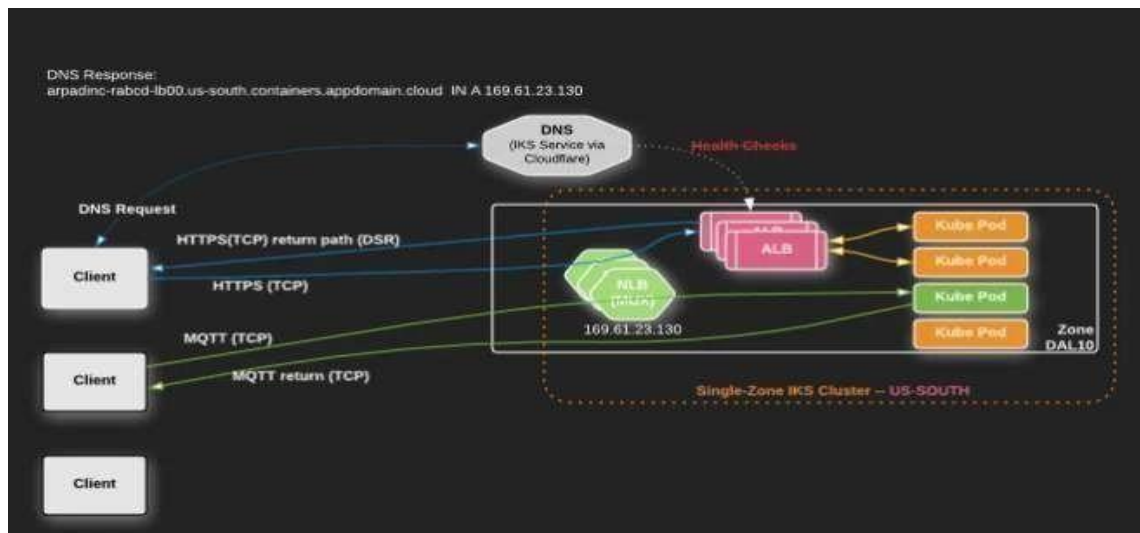 DNS Response:
arpadinc-rabcd-lb00.us-south.containers.appdomain.cloud IN A 169.61.23.130
DNS
(IKS Service via
Cloudflare)
Health Checks
DNS Request
HTTPS(TCP) return path (DSR)
Client
HTTPS (TCP)
ALB
ALB
NLB
(MUX)
169.61.23.130
Kube Pod
Kube Pod
Kube Pod
Kube Pod
Zone
DAL10
MQTT (TCP)
MQTT return (TCP)
Client
Single-Zone IKS Cluster – US-SOUTH
Client